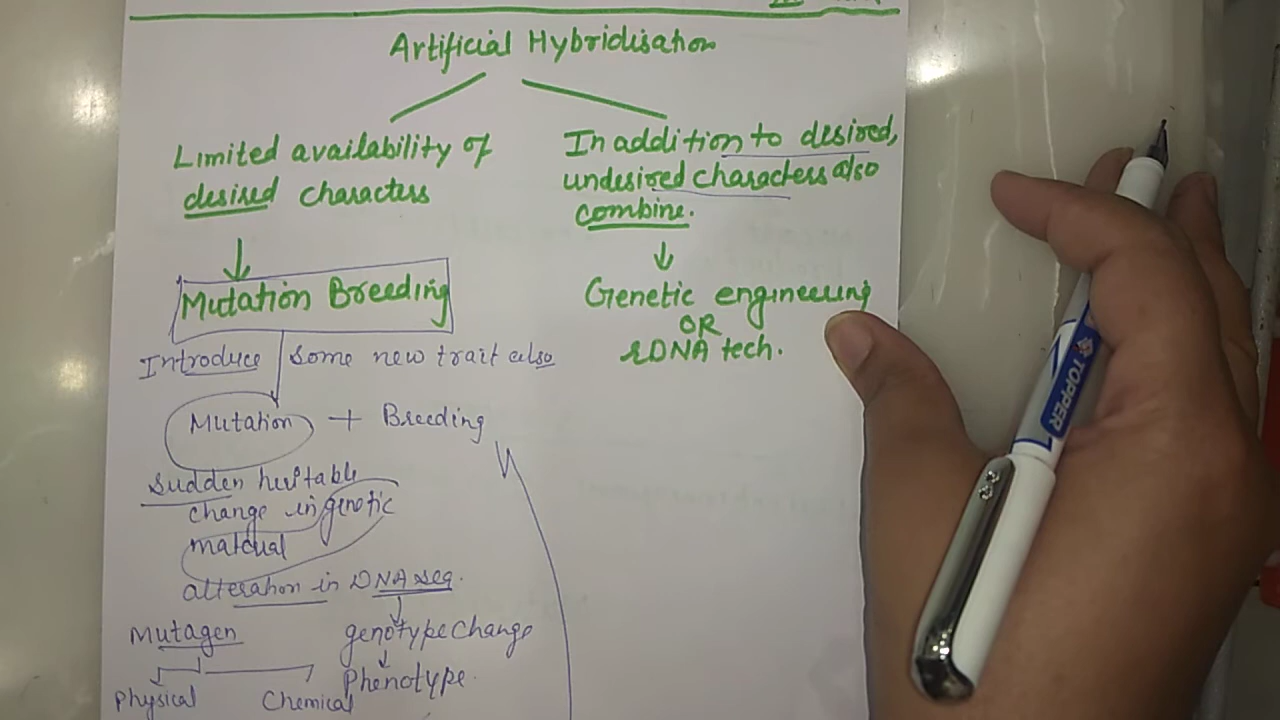 Artificial Hybridisation
Limited availability of
desired characters
In addition to desired,
undesired characters also
combine.
Mutation Breeding
Genetic engineering
OR
rDNA tech.
Introduce some new trait also
Mutation + Breeding
Sudden heritable
change in genetic
material
alteration in DNA seq.
Mutagen
genotype change
Phenotype.
Physical
Chemical
TOPPER